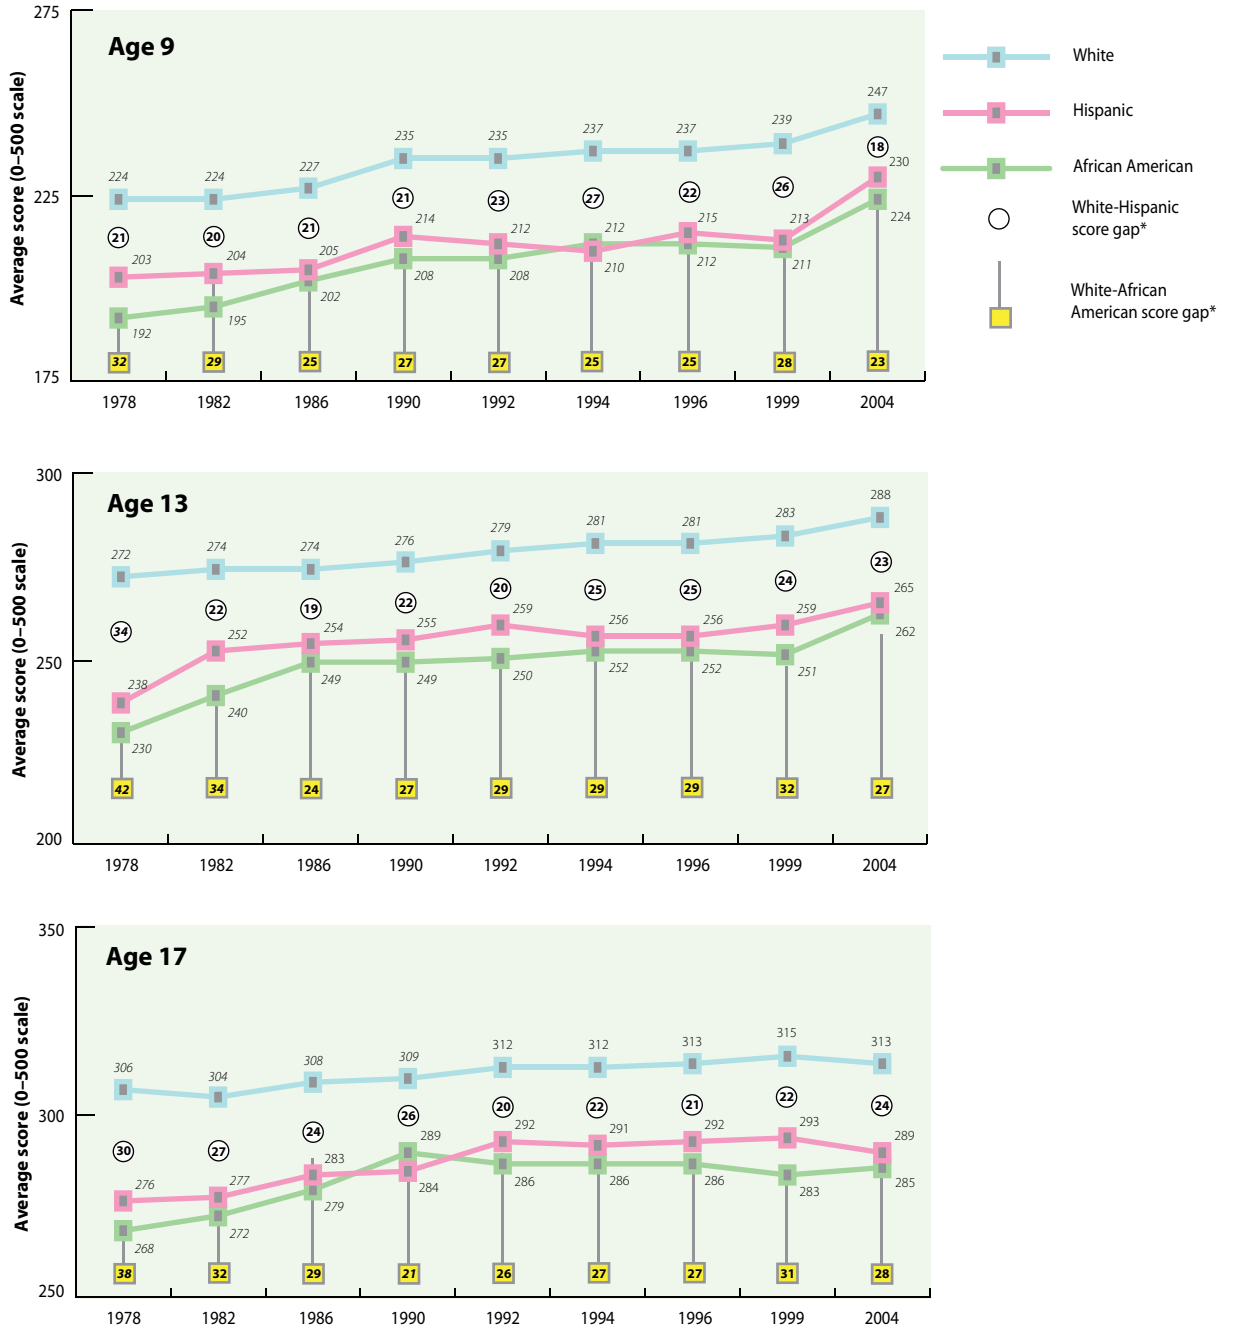 275
Age 9
Average score (0–500 scale)
White
247
Hispanic
224 224 227 235 235 237 237 239
18
230
African American
225
21 20 21 21 23 27 22 26
224
White-Hispanic
score gap*
203 204 205 214 212 212 215 213
192 195 202 208 208 210 212 211
White-African
American score gap*
32 29 25 27 27 25 25 28 23
175
1978 1982 1986 1990 1992 1994 1996 1999 2004
300
Age 13
Average score (0–500 scale)
272 274 274 276 279 281 281 283 288
34 22 19 22 20 25 25 24 23
238 252 254 255 259 256 256 259 265
250
230 240 249 249 250 252 252 251 262
42 34 24 27 29 29 29 32 27
200
1978 1982 1986 1990 1992 1994 1996 1999 2004
350
Age 17
Average score (0–500 scale)
306 304 308 309 312 312 313 315 313
300
30 27 24 26 20 22 21 22 24
276 277 283 289 292 291 292 293 289
268 272 279 284 286 286 286 283 285
38 32 29 21 26 27 27 31 28
250
1978 1982 1986 1990 1992 1994 1996 1999 2004